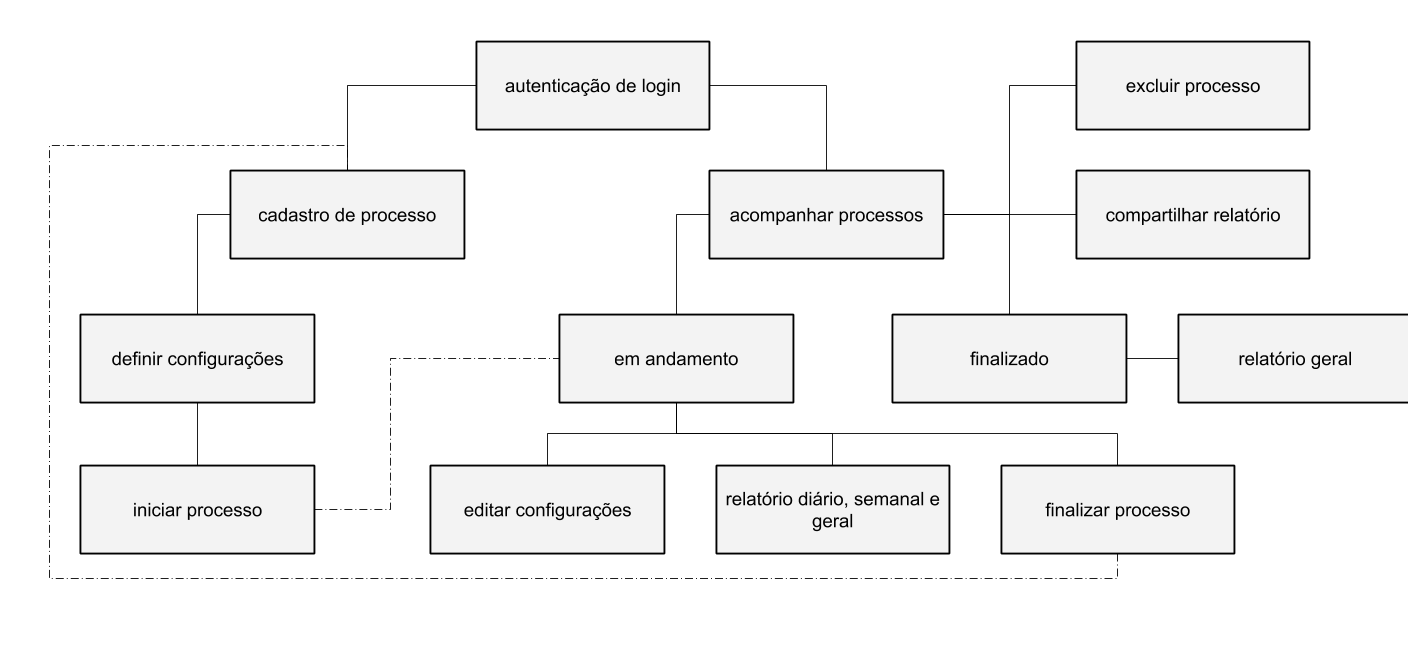 autenticação de login
excluir processo
cadastro de processo
acompanhar processos
compartilhar relatório
definir configurações
em andamento
finalizado
relatório geral
iniciar processo
editar configurações
relatório diário, semanal e
geral
finalizar processo